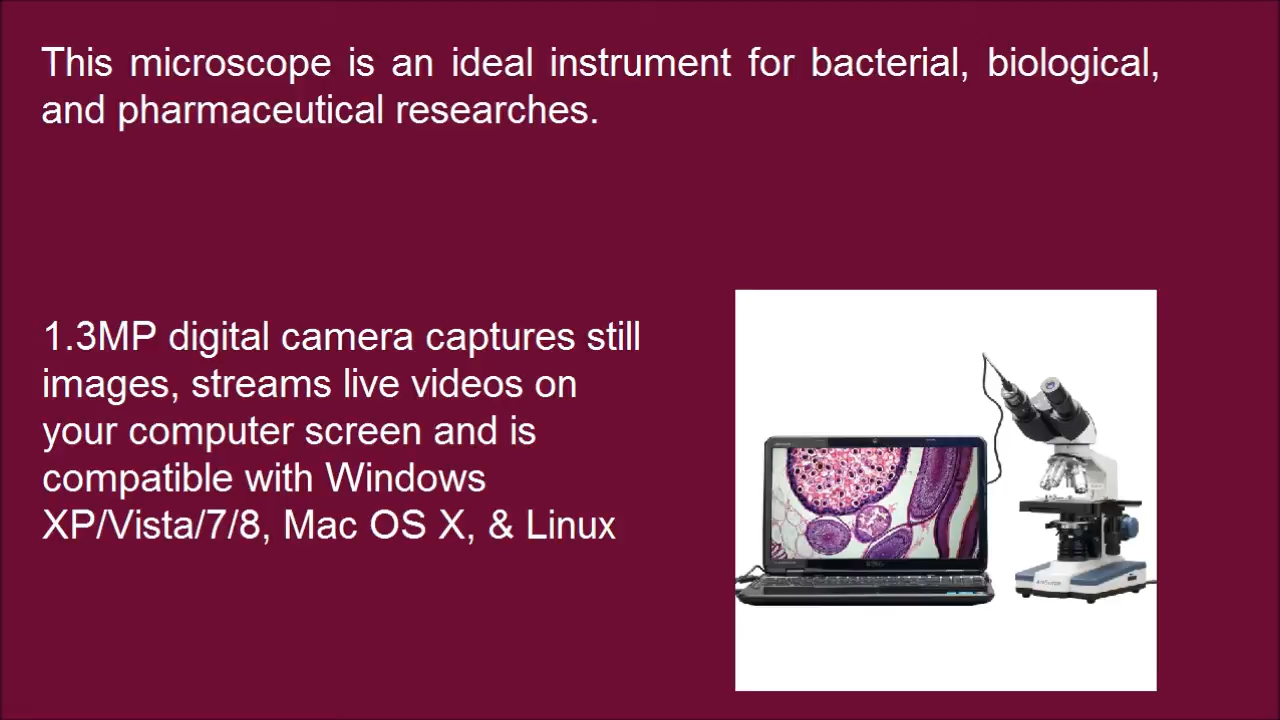 This microscope is an ideal instrument for bacterial, biological,
and pharmaceutical researches.
1.3MP digital camera captures still
images, streams live videos on
your computer screen and is
compatible with Windows
XP/Vista/7/8, Mac OS X, & Linux